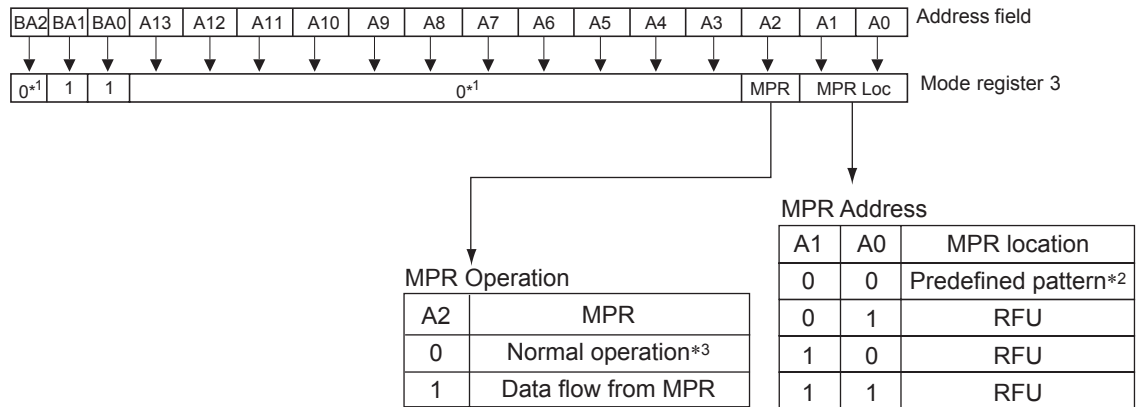 BA2 BA1 BA0 A13 A12 A11 A10 A9 A8 A7 A6 A5 A4 A3 A2 A1 A0 Address field
0*1 1 1 0*1 MPR MPR Loc Mode register 3
MPR Operation
A2 MPR
0 Normal operation*3
1 Data flow from MPR
MPR Address
A1 A0 MPR location
0 0 Predefined pattern*2
0 1 RFU
1 0 RFU
1 1 RFU